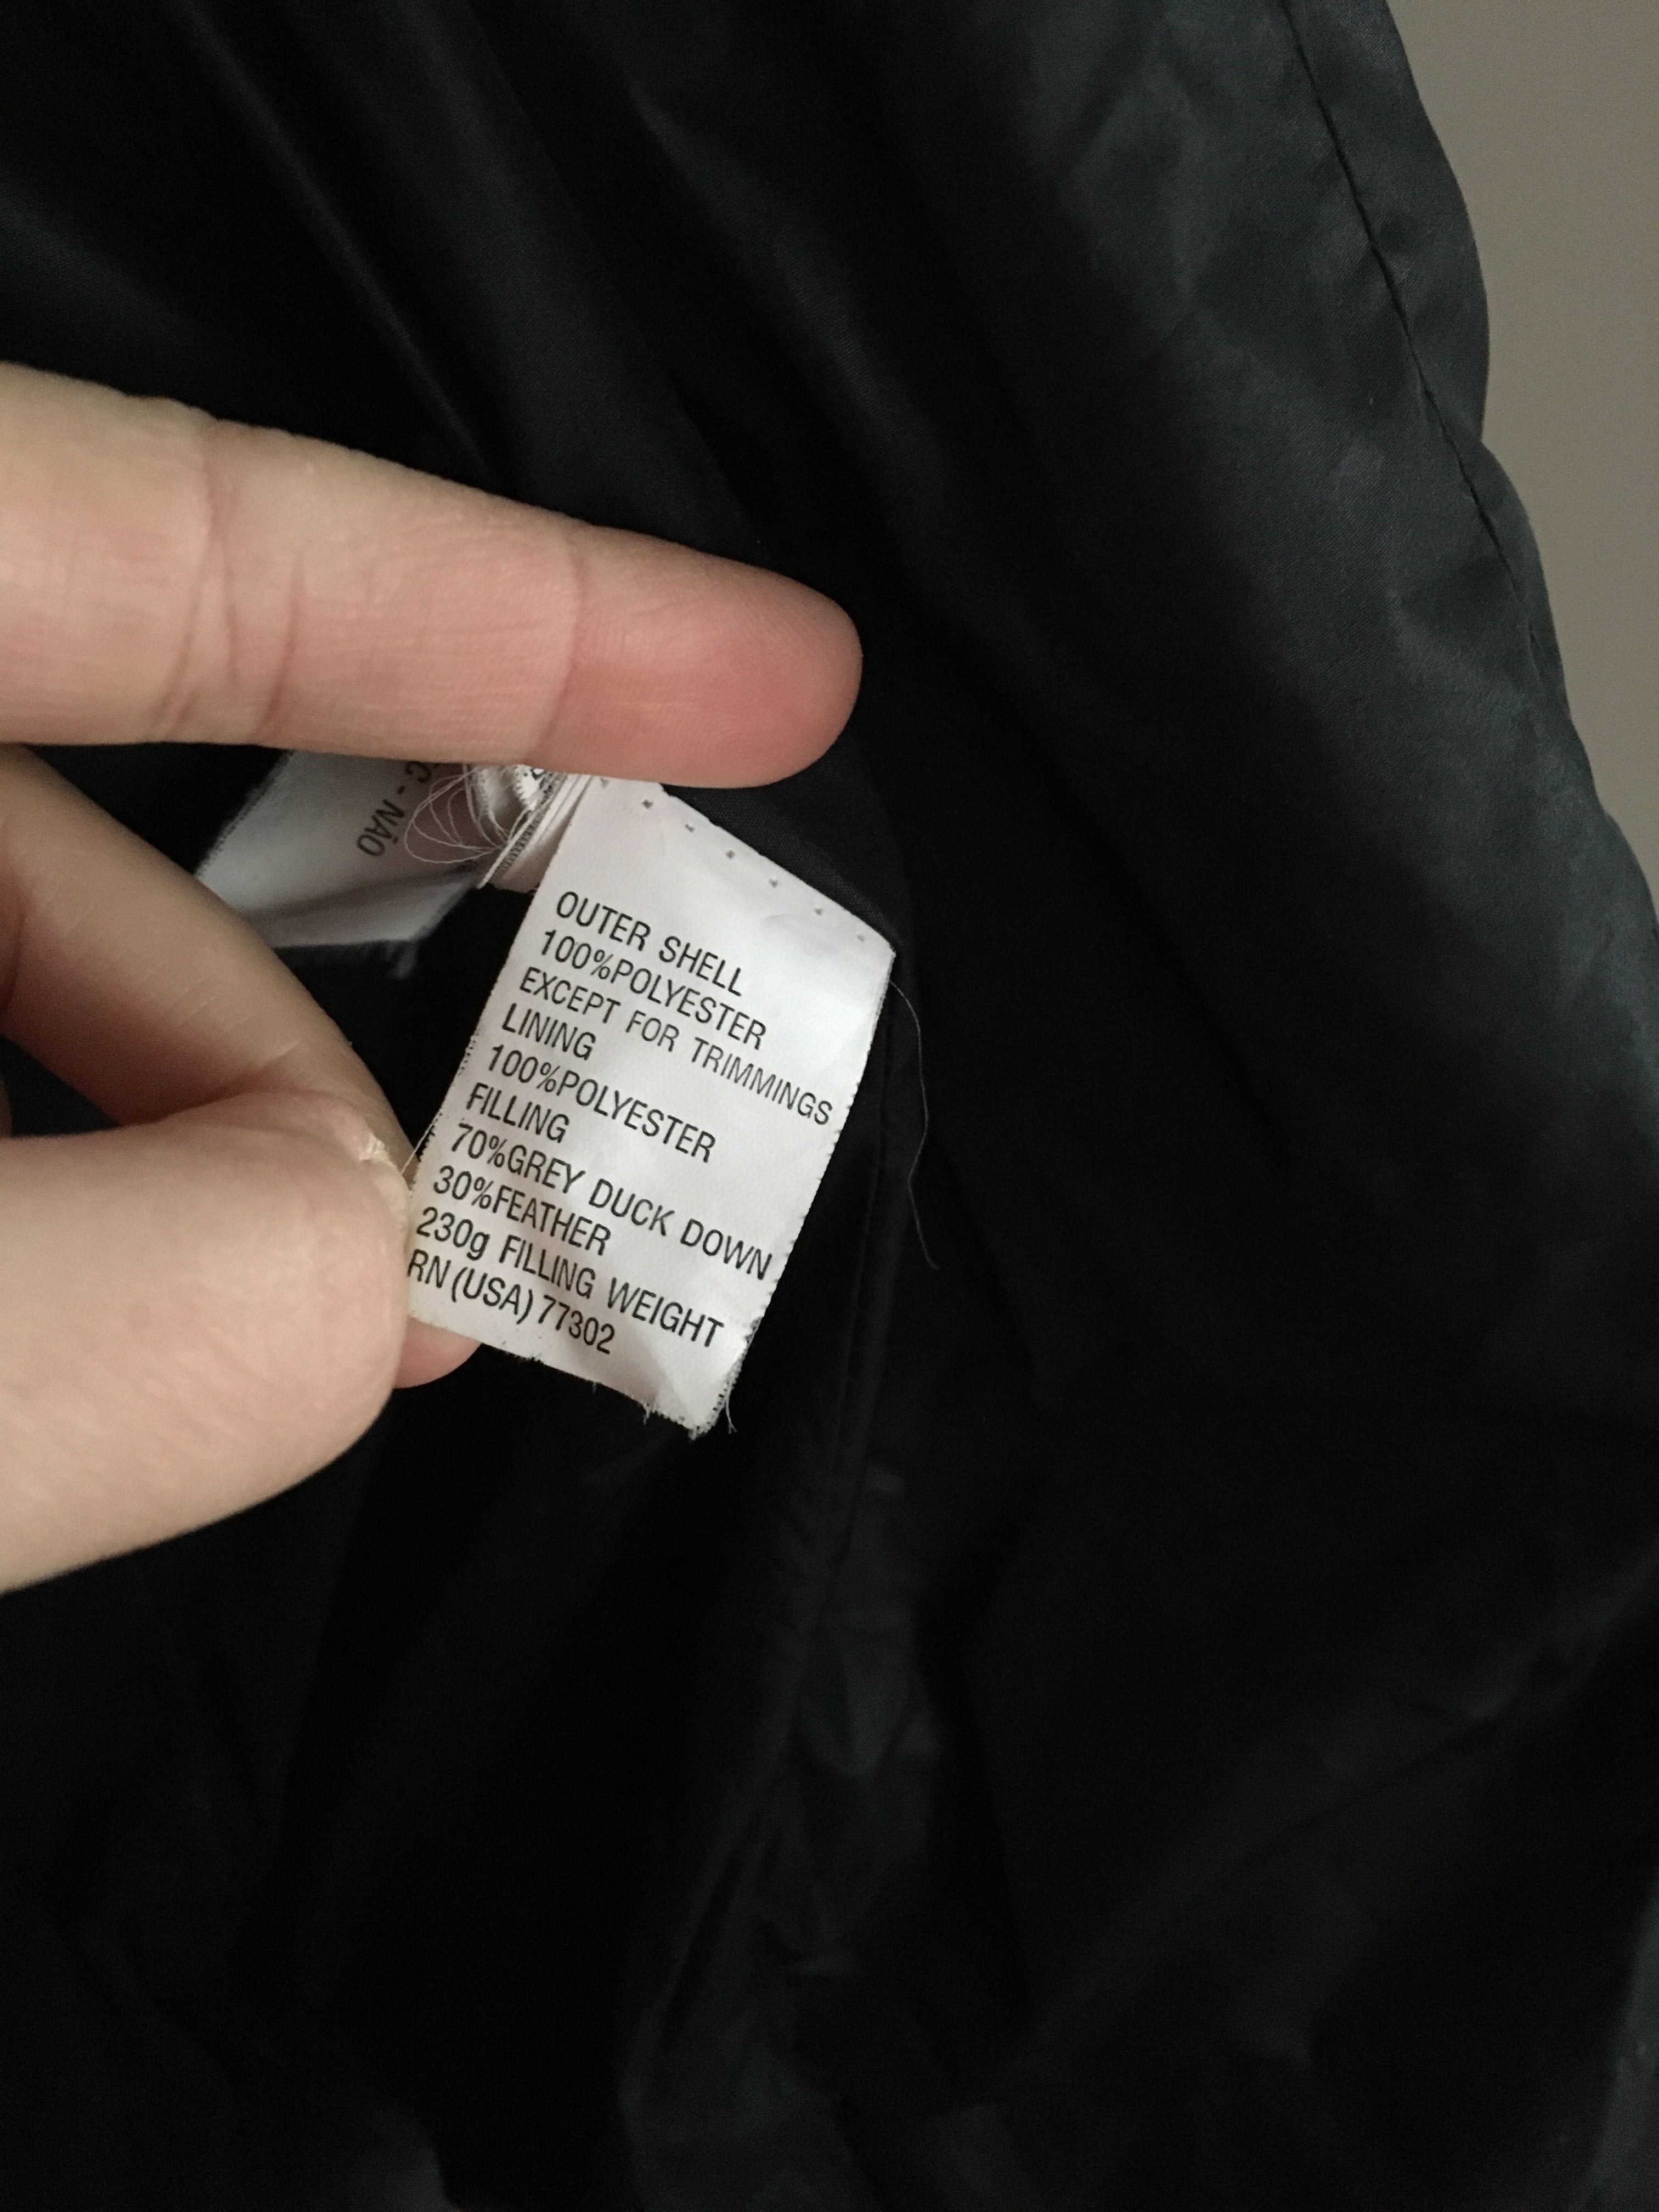 C - NÃO
OUTER SHELL
100%POLYESTER
EXCEPT FOR TRIMMINGS
LINING
100%POLYESTER
FILLING
70%GREY DUCK DOWN
30%FEATHER
230g FILLING WEIGHT
RN(USA)77302